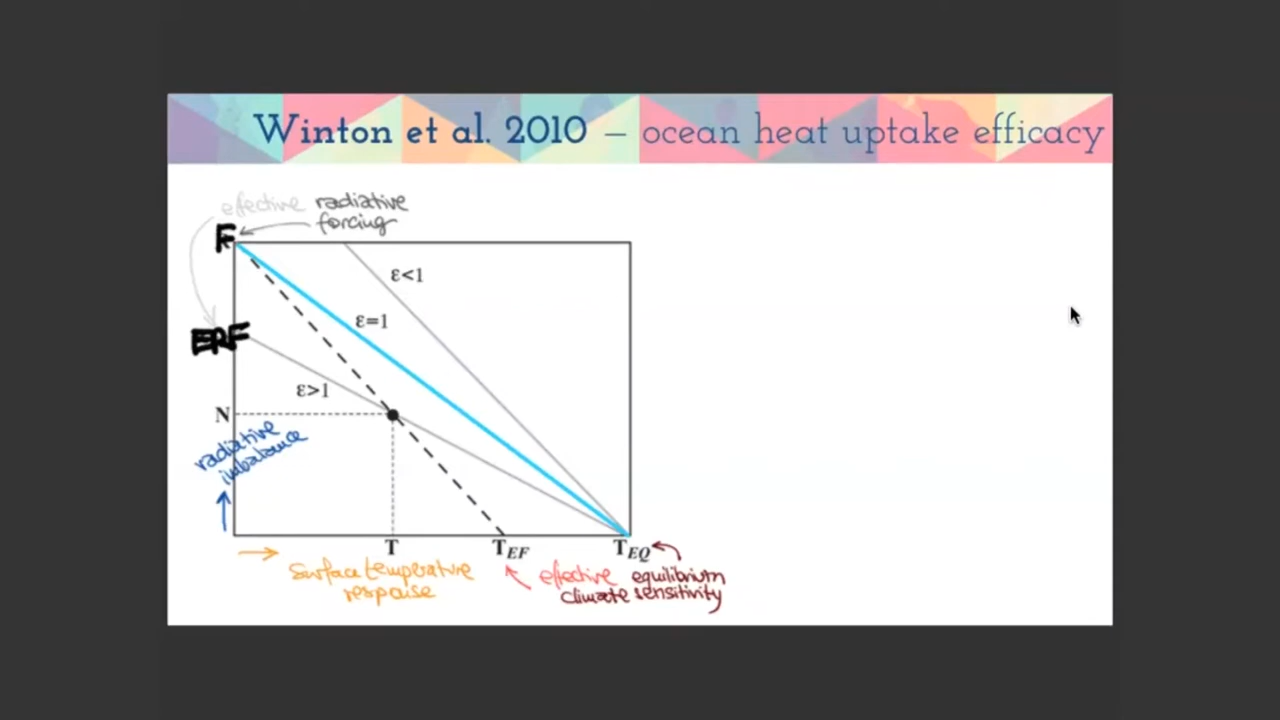 Winton et al. 2010 – ocean heat uptake efficacy
effective radiative
forcing
F
ε<1
ε=1
ERF
ε>1
N
radiative
imbalance
T
T_EF
T_EQ
surface temperature
response
effective equilibrium
climate sensitivity